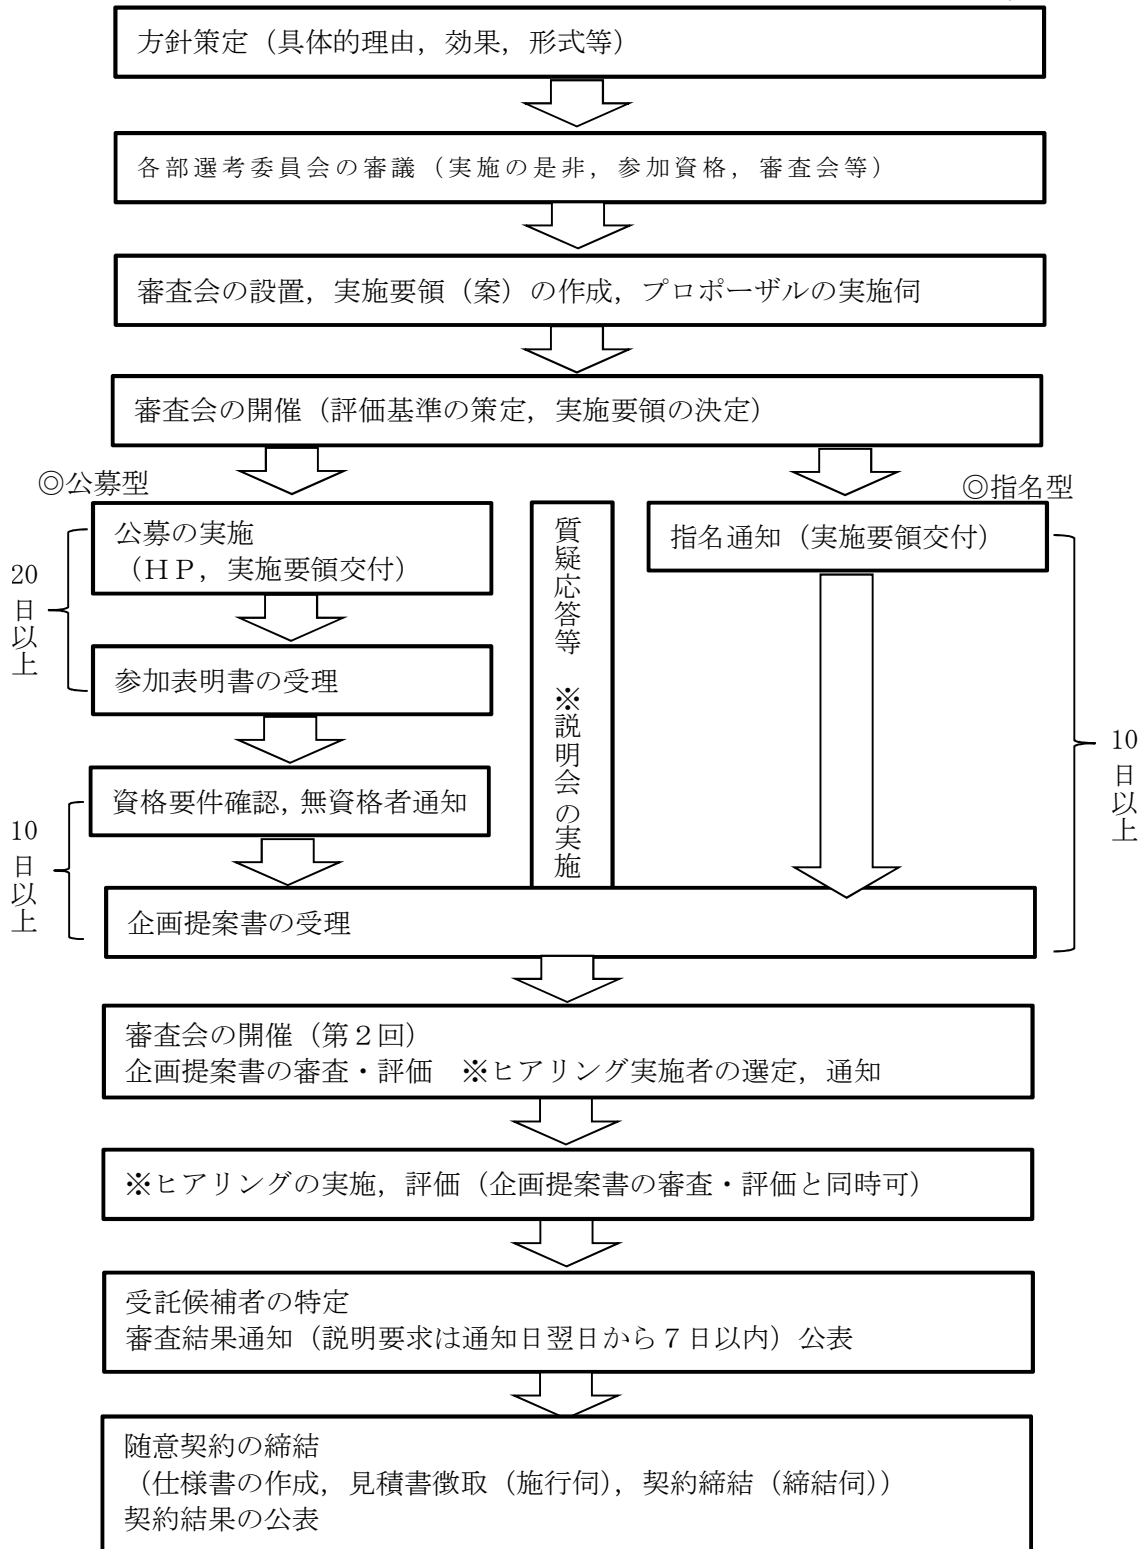 方針策定（具体的理由，効果，形式等）
各部選考委員会の審議（実施の是非，参加資格，審査会等）
審査会の設置，実施要領（案）の作成，プロポーザルの実施伺
審査会の開催（評価基準の策定，実施要領の決定）
◎公募型
公募の実施
（ＨＰ，実施要領交付）
20日以上
参加表明書の受理
資格要件確認，無資格者通知
10日以上
質疑応答等　※説明会の実施
◎指名型
指名通知（実施要領交付）
10日以上
企画提案書の受理
審査会の開催（第２回）
企画提案書の審査・評価　※ヒアリング実施者の選定，通知
※ヒアリングの実施，評価（企画提案書の審査・評価と同時可）
受託候補者の特定
審査結果通知（説明要求は通知日翌日から７日以内）公表
随意契約の締結
（仕様書の作成，見積書徴取（施行伺），契約締結（締結伺））
契約結果の公表